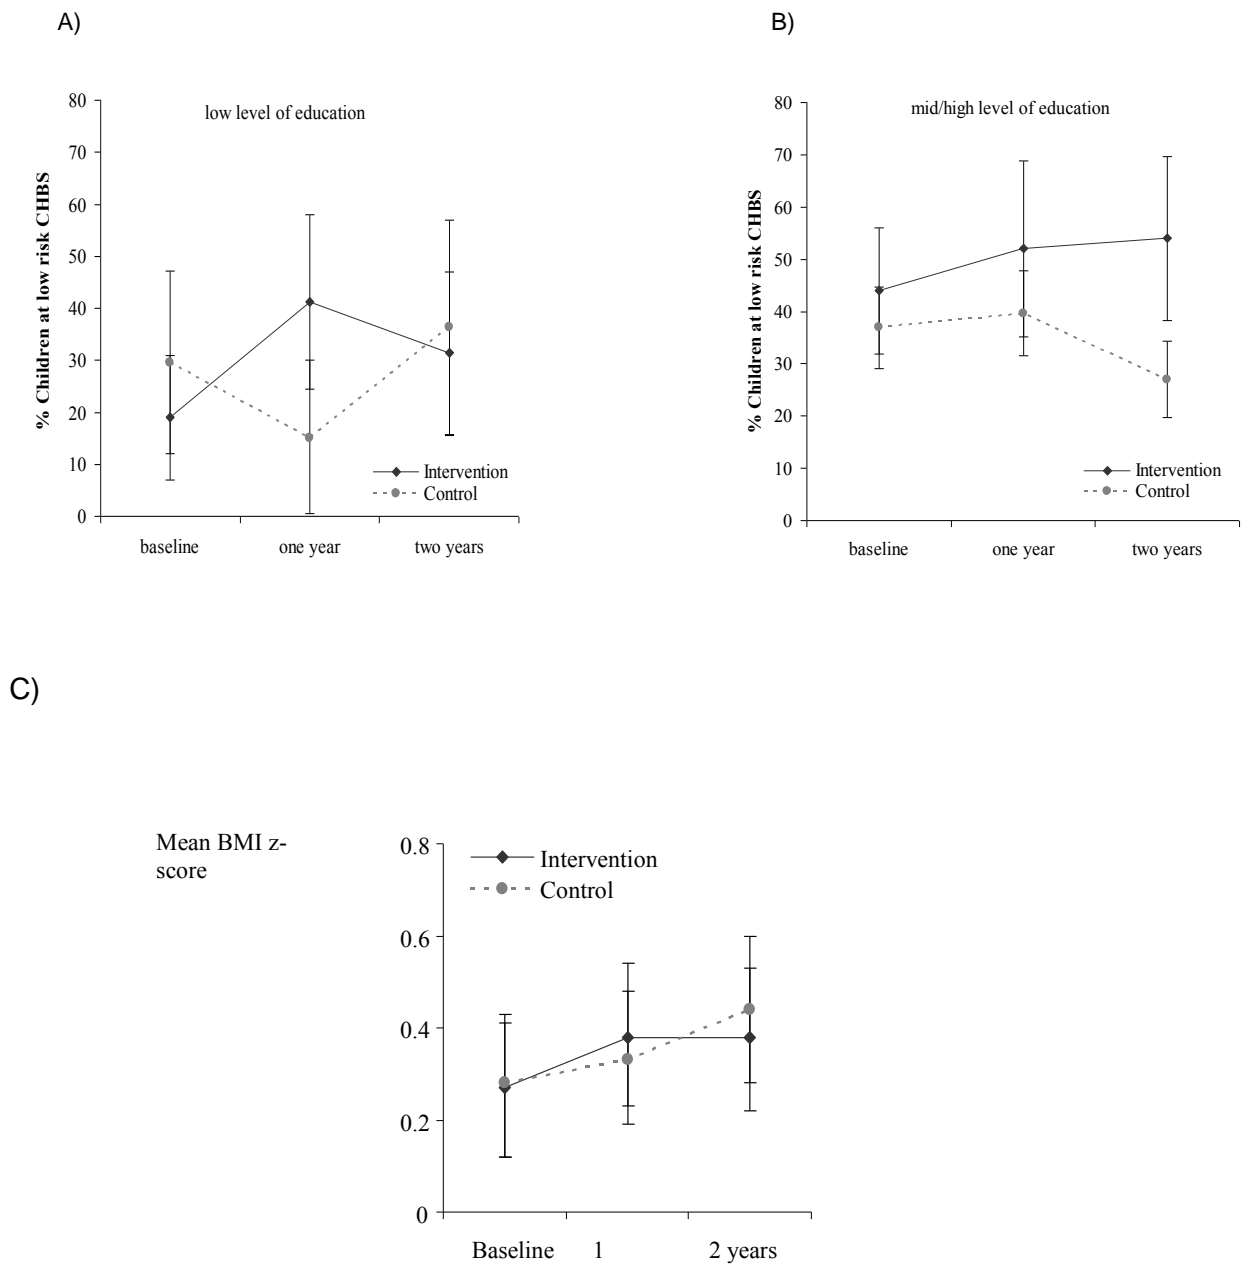 A)
low level of education
% Children at low risk CHBS
80
70
60
50
40
30
20
10
0
baseline one year two years
Intervention
Control
B)
mid/high level of education
% Children at low risk CHBS
80
70
60
50
40
30
20
10
0
baseline one year two years
Intervention
Control
C)
Mean BMI z-
score
0.8
0.6
0.4
0.2
0
Intervention
Control
Baseline 1 2 years